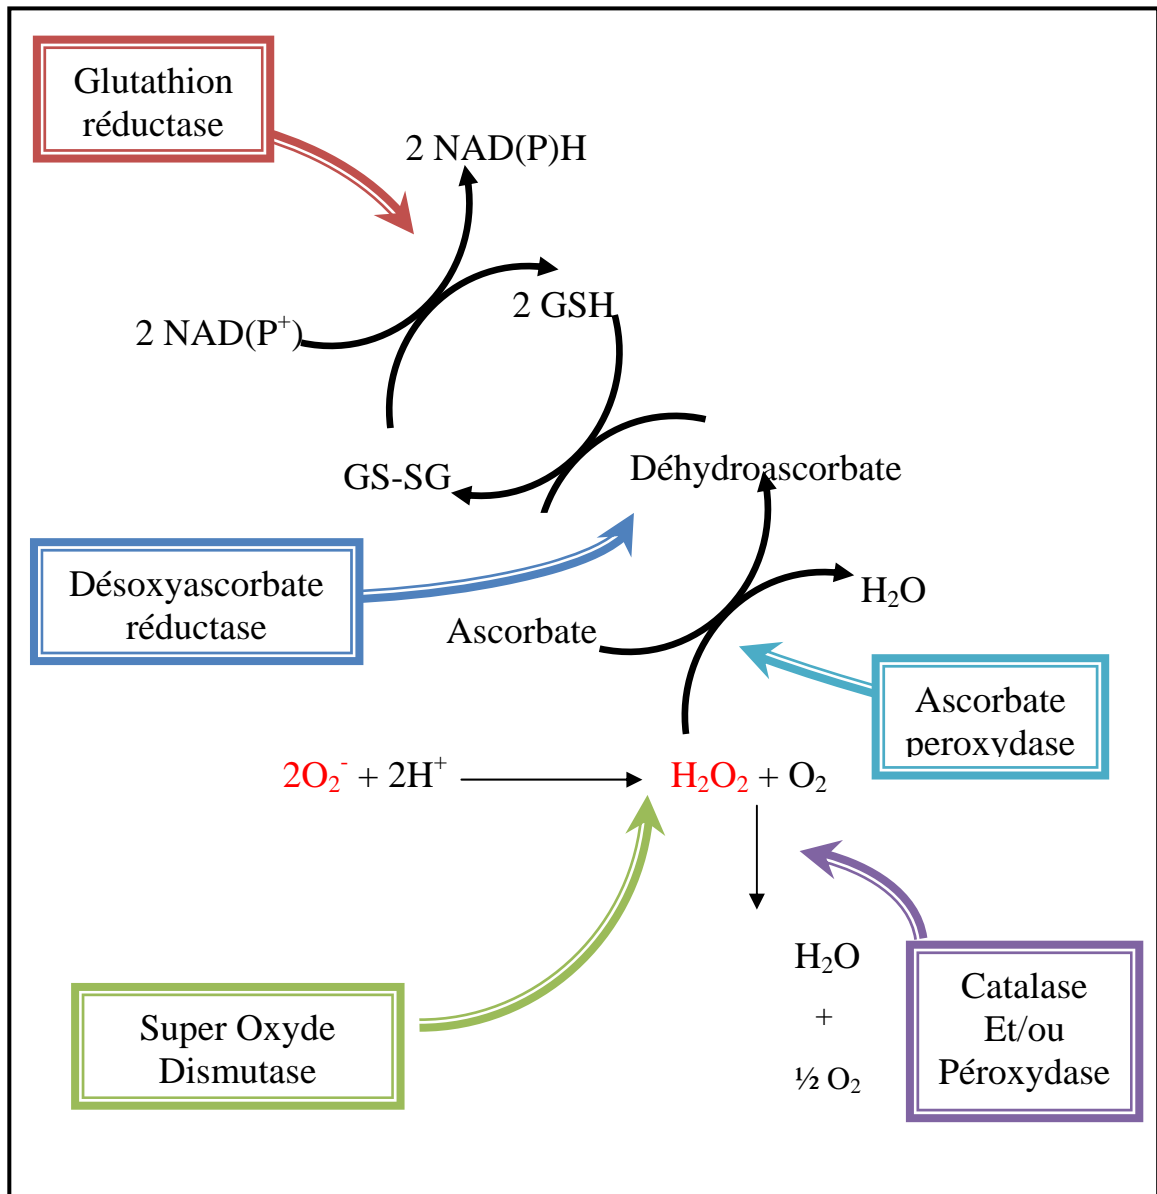 Glutathion
réductase
2 NAD(P)H
2 GSH
2 NAD(P⁺)
GS-SG
Déhydroascorbate
Désoxyascorbate
réductase
H₂O
Ascorbate
Ascorbate
peroxydase
2O₂⁻ + 2H⁺
H₂O₂ + O₂
H₂O
+
½ O₂
Catalase
Et/ou
Péroxydase
Super Oxyde
Dismutase